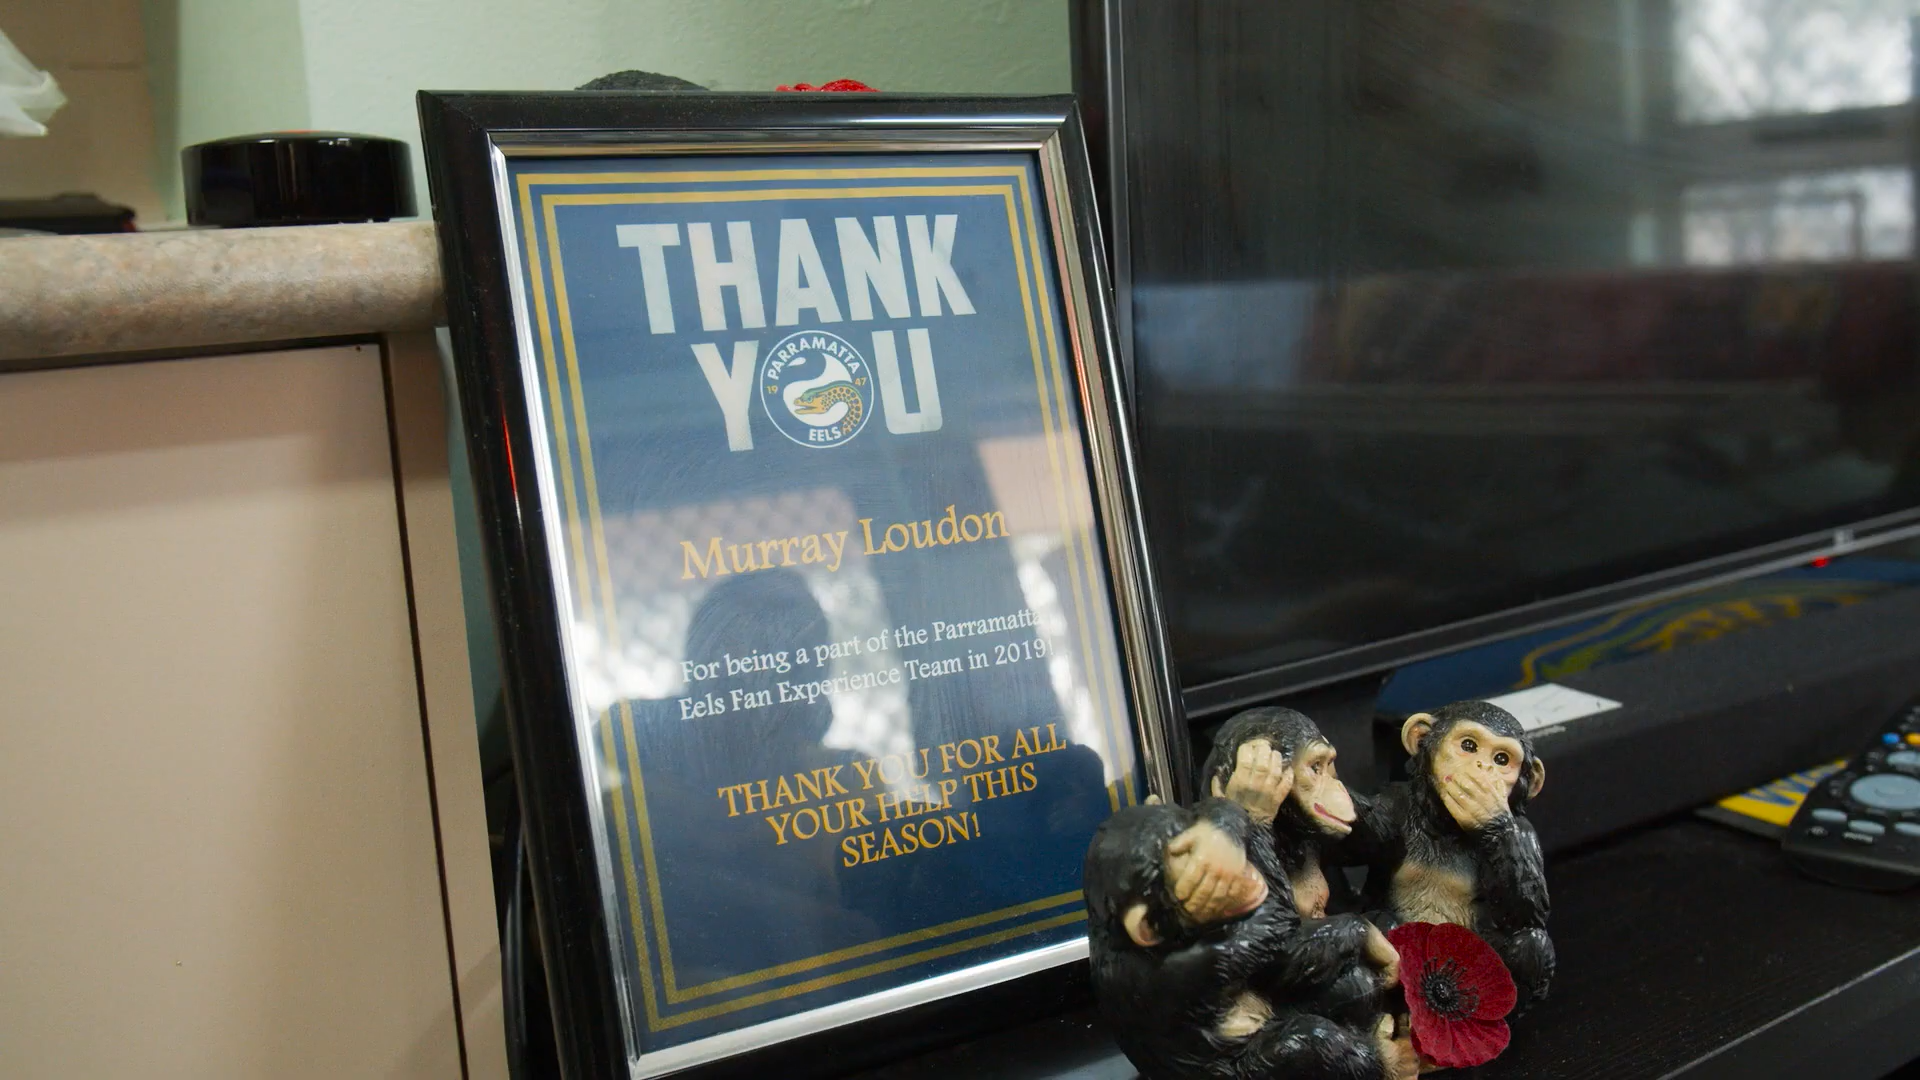 THANK
YOU
PARRAMATTA
19 47
EELS
Murray Loudon
For being a part of the Parramatta
Eels Fan Experience Team in 2019!
THANK YOU FOR ALL
YOUR HELP THIS
SEASON!